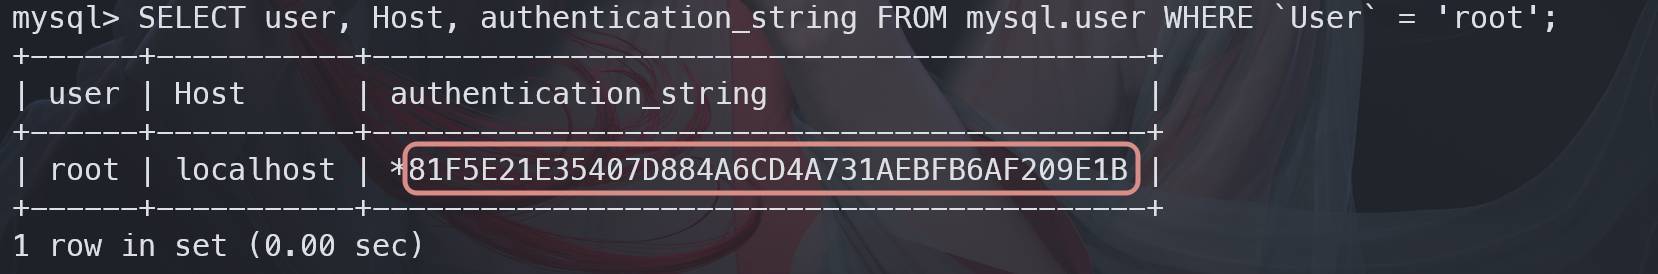 mysql> SELECT user, Host, authentication_string FROM mysql.user WHERE `User` = 'root';
+------+-----------+-------------------------------------------+
| user | Host      | authentication_string                     |
+------+-----------+-------------------------------------------+
| root | localhost | *81F5E21E35407D884A6CD4A731AEBFB6AF209E1B |
+------+-----------+-------------------------------------------+
1 row in set (0.00 sec)